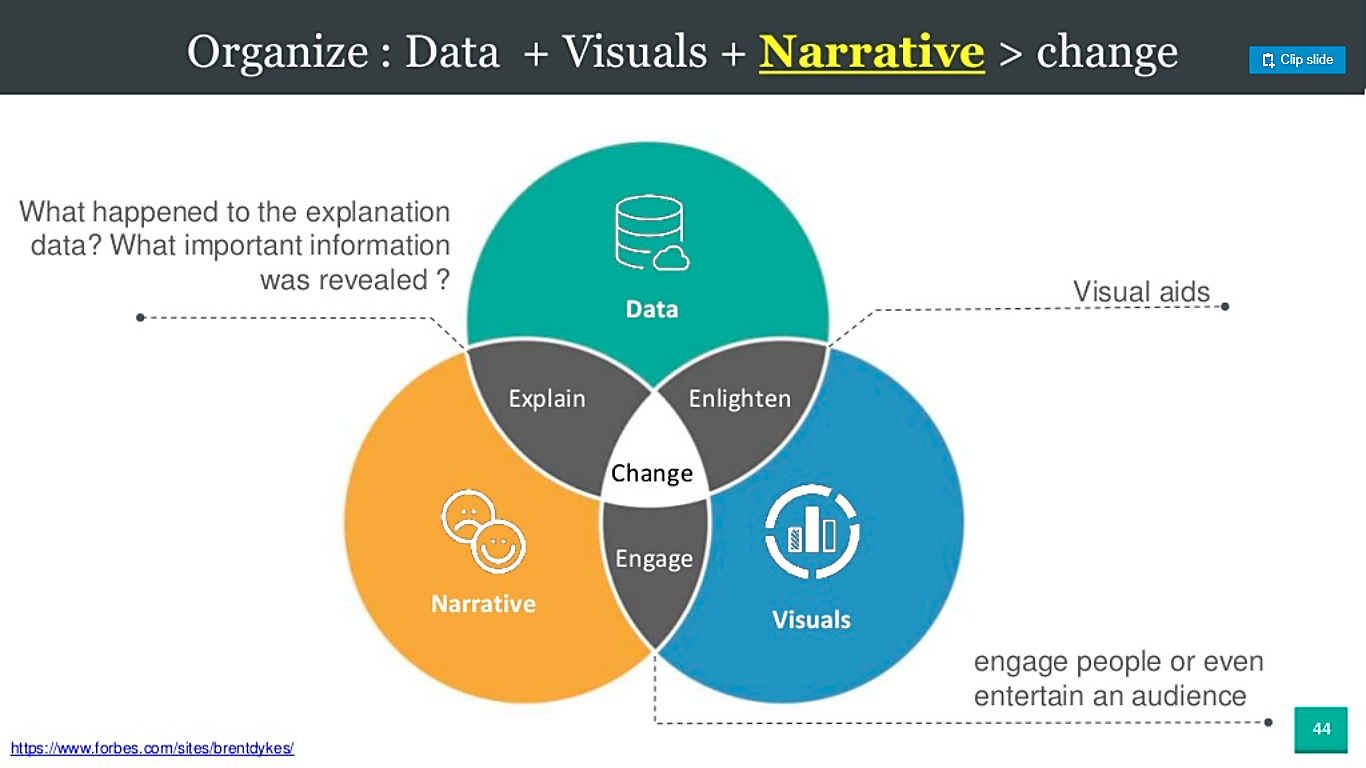 Organize : Data + Visuals + Narrative > change
Clip slide
What happened to the explanation
data? What important information
was revealed ?
Data
Visual aids
Explain
Enlighten
Change
Engage
Narrative
Visuals
engage people or even
entertain an audience
https://www.forbes.com/sites/brentdykes/
44